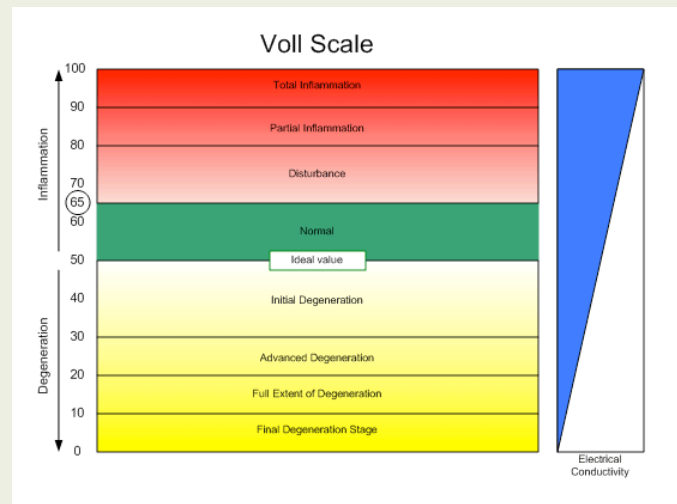 Voll Scale
100
Total Inflammation
90
Partial Inflammation
80
Disturbance
70
65
60
Normal
50
Ideal value
40
Initial Degeneration
30
Advanced Degeneration
20
Full Extent of Degeneration
10
Final Degeneration Stage
0
Inflammation
Degeneration
Electrical
Conductivity